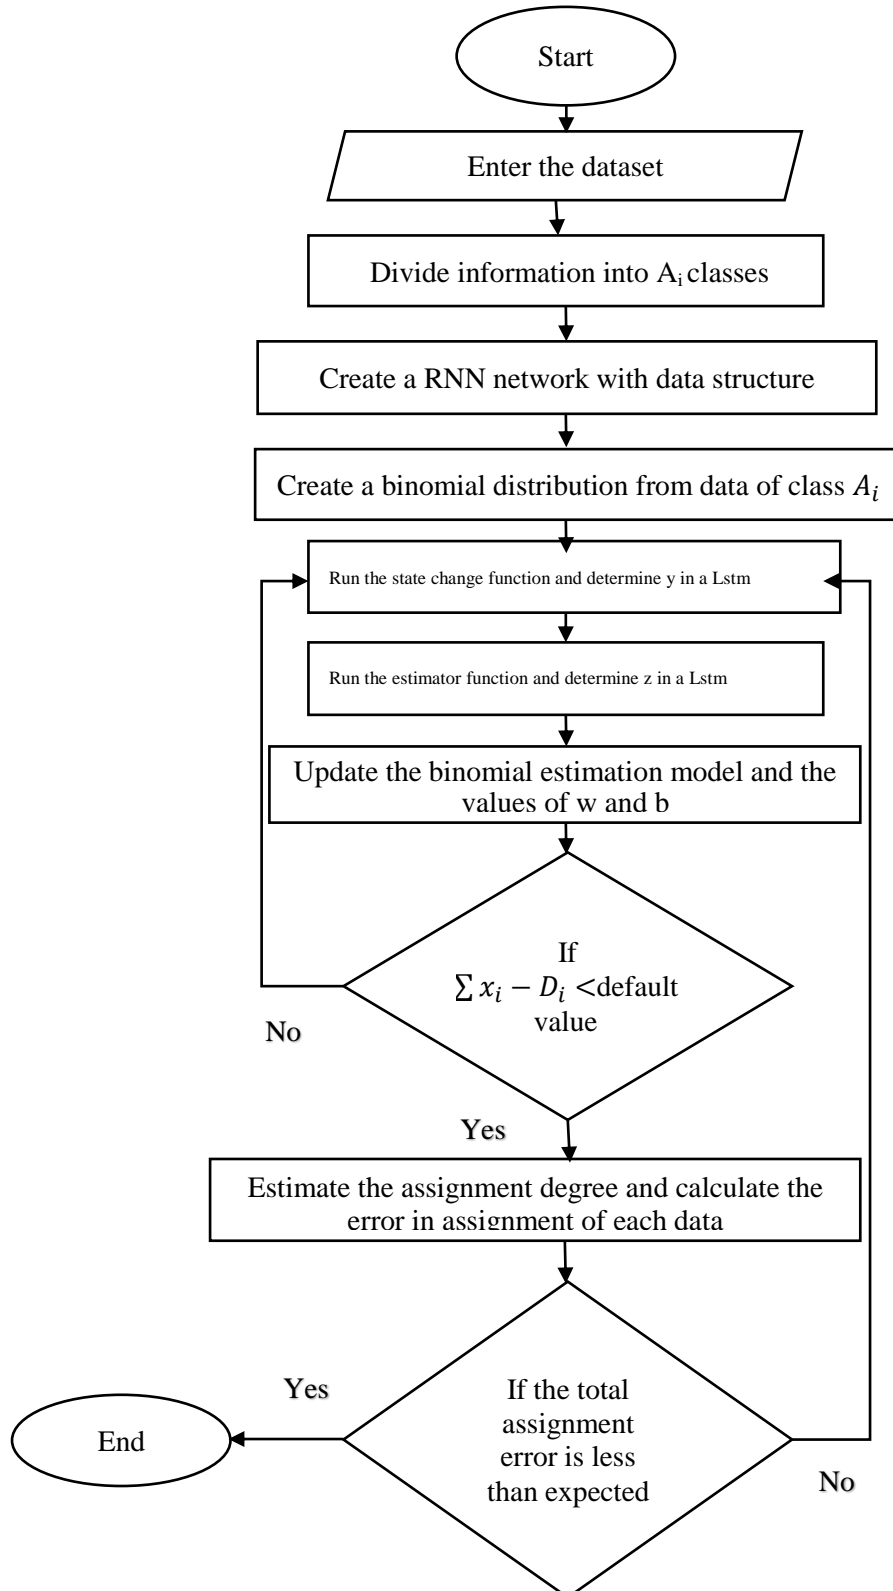 Start
Enter the dataset
Divide information into Aᵢ classes
Create a RNN network with data structure
Create a binomial distribution from data of class 𝐴ᵢ
Run the state change function and determine y in a Lstm
Run the estimator function and determine z in a Lstm
Update the binomial estimation model and the
values of w and b
If
∑ 𝑥ᵢ − 𝐷ᵢ <default
value
No
Yes
Estimate the assignment degree and calculate the
error in assignment of each data
Yes
If the total
assignment
error is less
than expected
End
No